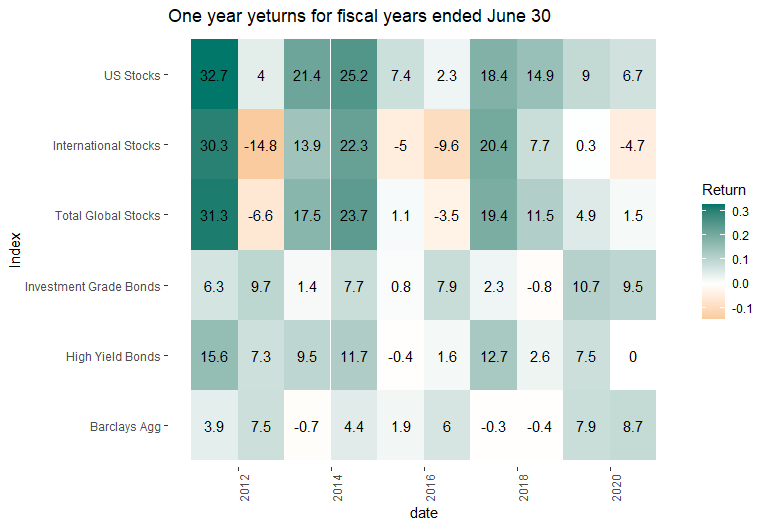 One year yeturns for fiscal years ended June 30
US Stocks 32.7 4 21.4 25.2 7.4 2.3 18.4 14.9 9 6.7
International Stocks 30.3 -14.8 13.9 22.3 -5 -9.6 20.4 7.7 0.3 -4.7
Total Global Stocks 31.3 -6.6 17.5 23.7 1.1 -3.5 19.4 11.5 4.9 1.5
Investment Grade Bonds 6.3 9.7 1.4 7.7 0.8 7.9 2.3 -0.8 10.7 9.5
High Yield Bonds 15.6 7.3 9.5 11.7 -0.4 1.6 12.7 2.6 7.5 0
Barclays Agg 3.9 7.5 -0.7 4.4 1.9 6 -0.3 -0.4 7.9 8.7
Index
2012 2014 2016 2018 2020
date
Return
0.3
0.2
0.1
0.0
-0.1